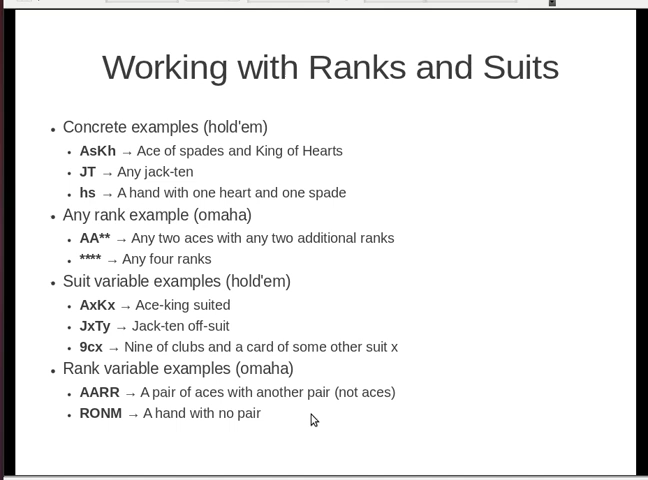 Working with Ranks and Suits
• Concrete examples (hold'em)
• AsKh → Ace of spades and King of Hearts
• JT → Any jack-ten
• hs → A hand with one heart and one spade
• Any rank example (omaha)
• AA** → Any two aces with any two additional ranks
• **** → Any four ranks
• Suit variable examples (hold'em)
• AxKx → Ace-king suited
• JxTy → Jack-ten off-suit
• 9cx → Nine of clubs and a card of some other suit x
• Rank variable examples (omaha)
• AARR → A pair of aces with another pair (not aces)
• RONM → A hand with no pair